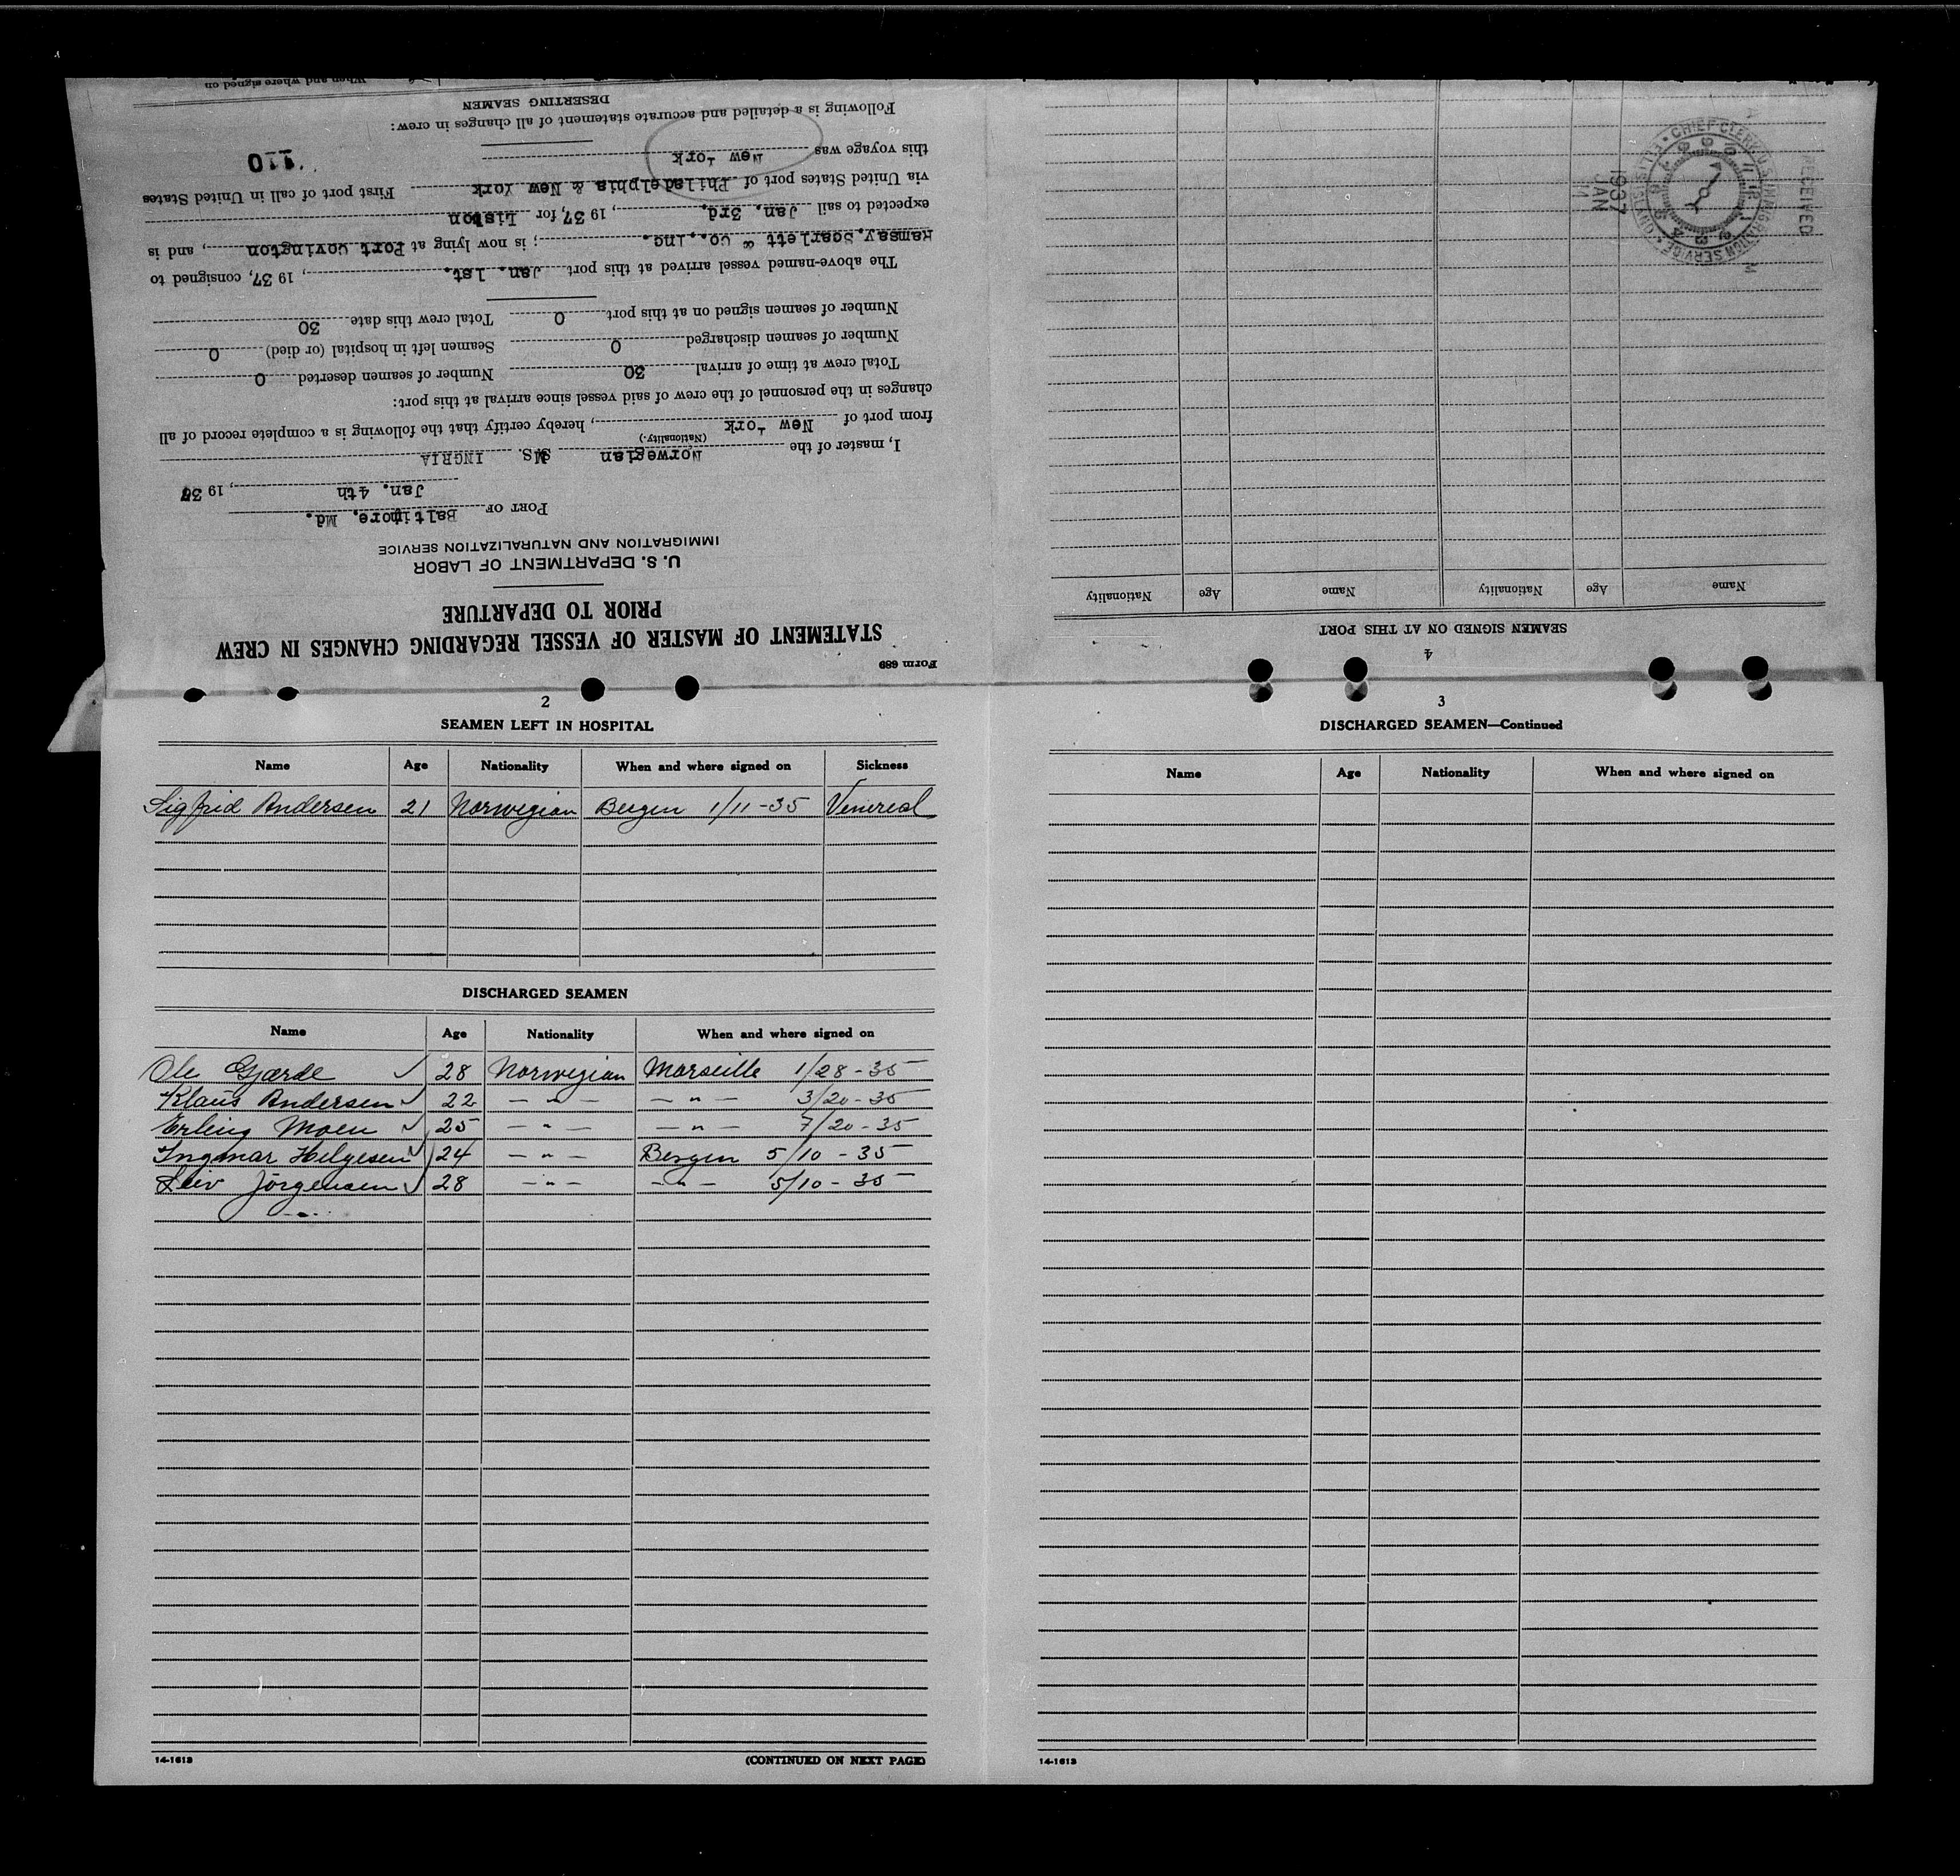 Form 689
STATEMENT OF MASTER OF VESSEL REGARDING CHANGES IN CREW
PRIOR TO DEPARTURE
U. S. DEPARTMENT OF LABOR
IMMIGRATION AND NATURALIZATION SERVICE
PORT OF Baltimore, Md.
Jan. 4th, 1937
I, master of the Norwegian MS. INGRIA
(Nationality.)
from port of New York, hereby certify that the following is a complete record of all
changes in the personnel of the crew of said vessel since arrival at this port:
Total crew at time of arrival 30 Number of seamen deserted 0
Number of seamen discharged 0 Seamen left in hospital (or died) 0
Number of seamen signed on at this port 0 Total crew this date 30
The above-named vessel arrived at this port Jan. 1st., 1937, consigned to
Ramsay, Scarlett & Co., Inc.; is now lying at Port Covington, and is
expected to sail Jan. 3rd., 1937, for Lisbon
via United States port of Philadelphia & New York First port of call in United States
this voyage was New York
110
Following is a detailed and accurate statement of all changes in crew:
DESERTING SEAMEN
When and where signed on
4
SEAMEN SIGNED ON AT THIS PORT
Name Age Nationality Name Age Nationality
RECEIVED
CHIEF CLERK U.S. IMMIGRATION SERVICE
1937
JAN
2
SEAMEN LEFT IN HOSPITAL
Name Age Nationality When and where signed on Sickness
Sigfrid Andersen 21 Norwegian Bergen 1/11-35 Venereal
DISCHARGED SEAMEN
Name Age Nationality When and where signed on
Ole Gjærde ✓ 28 Norwegian Marseille 1/28-35
Klaus Andersen ✓ 22 — " — — " — 3/20-35
Erling Moen ✓ 25 — " — — " — 7/20-35
Ingmar Helgesen ✓ 24 — " — Bergen 5/10-35
Leiv Jörgensen ✓ 28 — " — — " — 5/10-35
14-1613
(CONTINUED ON NEXT PAGE)
3
DISCHARGED SEAMEN—Continued
Name Age Nationality When and where signed on
14-1613